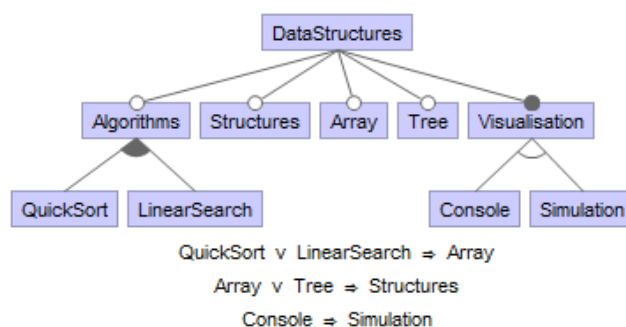 DataStructures
Algorithms Structures Array Tree Visualisation
QuickSort LinearSearch Console Simulation
QuickSort ∨ LinearSearch ⇒ Array
Array ∨ Tree ⇒ Structures
Console ⇒ Simulation